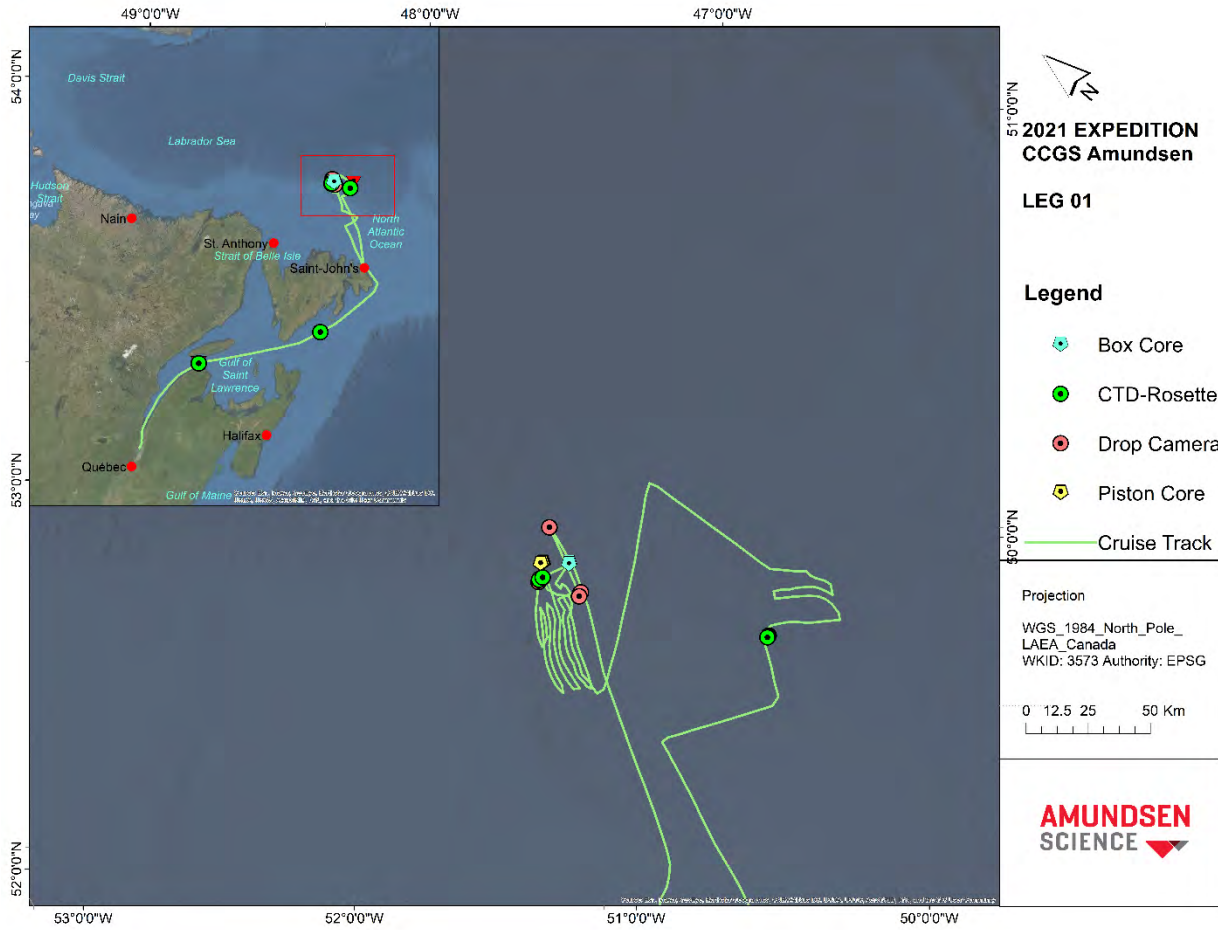 49°0'0"W
48°0'0"W
47°0'0"W
54°0'0"N
53°0'0"N
52°0'0"N
51°0'0"N
50°0'0"N
53°0'0"W
52°0'0"W
51°0'0"W
50°0'0"W
Davis Strait
Labrador Sea
Hudson
Strait
ay
Nain
St. Anthony
Strait of Belle Isle
North
Atlantic
Ocean
Saint-John's
Gulf of
Saint
Lawrence
Halifax
Québec
Gulf of Maine
N
2021 EXPEDITION
CCGS Amundsen
LEG 01
Legend
Box Core
CTD-Rosette
Drop Camera
Piston Core
Cruise Track
Projection
WGS_1984_North_Pole_
LAEA_Canada
WKID: 3573 Authority: EPSG
0 12.5 25 50 Km
AMUNDSEN
SCIENCE